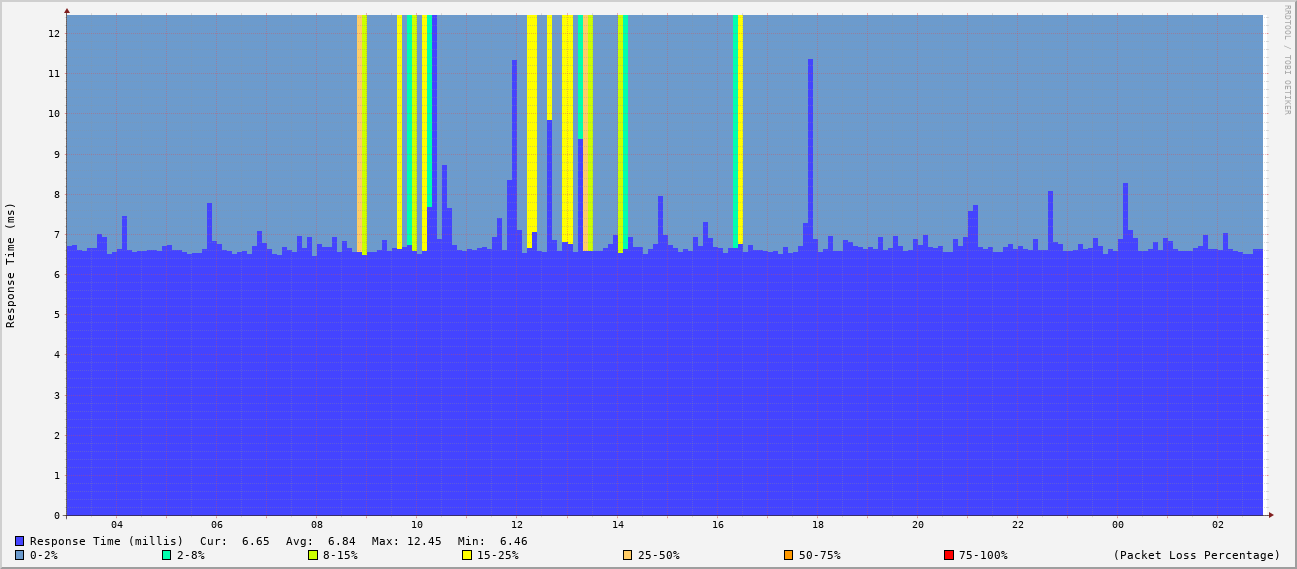 RRDTOOL / TOBI OETIKER
Response Time (ms)
12
11
10
9
8
7
6
5
4
3
2
1
0
04 06 08 10 12 14 16 18 20 22 00 02
Response Time (millis) Cur: 6.65 Avg: 6.84 Max: 12.45 Min: 6.46
0-2% 2-8% 8-15% 15-25% 25-50% 50-75% 75-100% (Packet Loss Percentage)